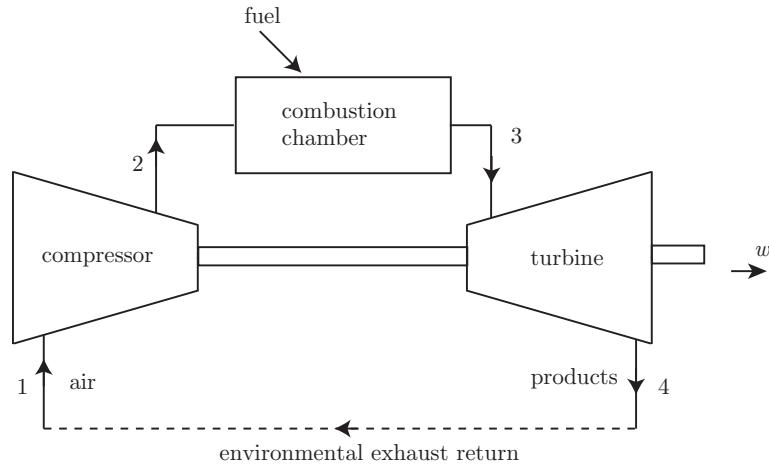 fuel
combustion
chamber
2
3
compressor
turbine
w
1
air
products
4
environmental exhaust return